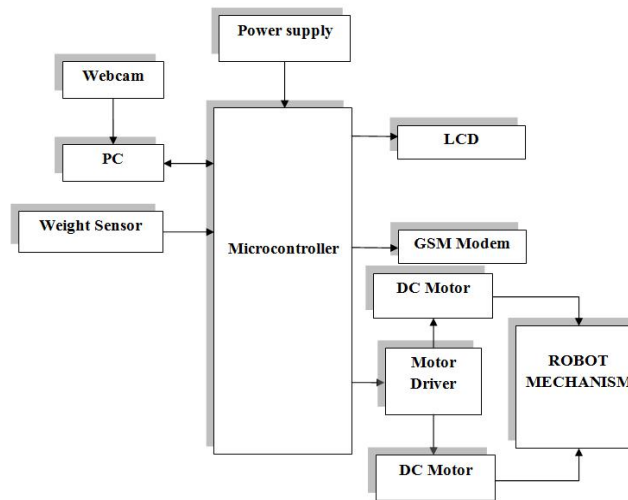 Power supply
Webcam
PC
LCD
Weight Sensor
Microcontroller
GSM Modem
DC Motor
Motor
Driver
ROBOT
MECHANISM
DC Motor